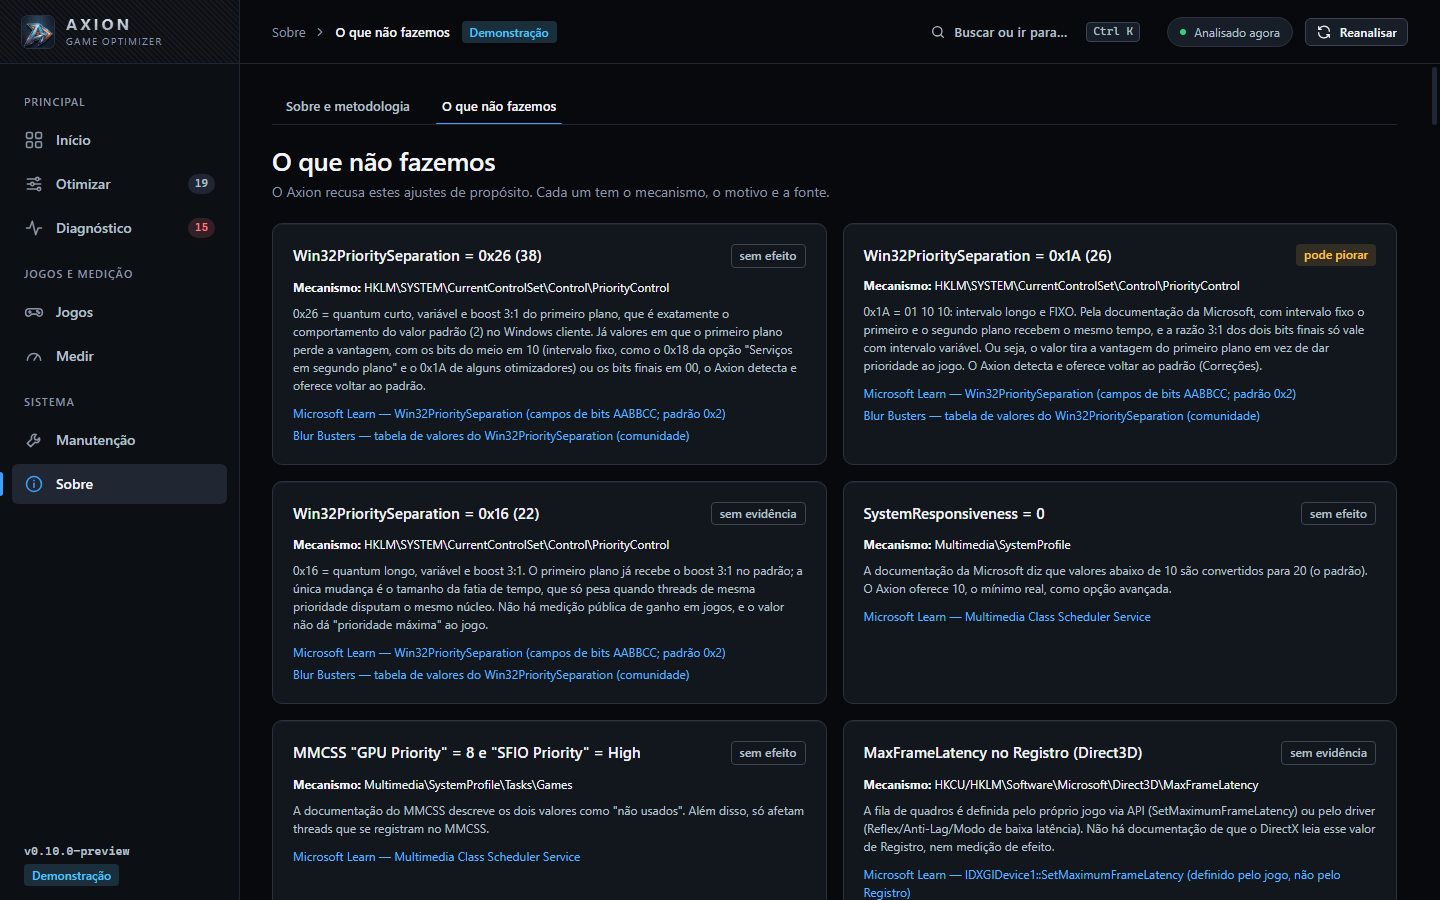 AXION
GAME OPTIMIZER
Sobre > O que não fazemos Demonstração
Buscar ou ir para... Ctrl K
Analisado agora
Reanalisar
PRINCIPAL
Início
Otimizar 19
Diagnóstico 15
JOGOS E MEDIÇÃO
Jogos
Medir
SISTEMA
Manutenção
Sobre
v0.10.0-preview
Demonstração
Sobre e metodologia
O que não fazemos
O que não fazemos
O Axion recusa estes ajustes de propósito. Cada um tem o mecanismo, o motivo e a fonte.
Win32PrioritySeparation = 0x26 (38)
sem efeito
Mecanismo: HKLM\SYSTEM\CurrentControlSet\Control\PriorityControl
0x26 = quantum curto, variável e boost 3:1 do primeiro plano, que é exatamente o
comportamento do valor padrão (2) no Windows cliente. Já valores em que o primeiro plano
perde a vantagem, com os bits do meio em 10 (intervalo fixo, como o 0x18 da opção "Serviços
em segundo plano" e o 0x1A de alguns otimizadores) ou os bits finais em 00, o Axion detecta e
oferece voltar ao padrão.
Microsoft Learn — Win32PrioritySeparation (campos de bits AABBCC; padrão 0x2)
Blur Busters — tabela de valores do Win32PrioritySeparation (comunidade)
Win32PrioritySeparation = 0x1A (26)
pode piorar
Mecanismo: HKLM\SYSTEM\CurrentControlSet\Control\PriorityControl
0x1A = 01 10 10: intervalo longo e FIXO. Pela documentação da Microsoft, com intervalo fixo o
primeiro e o segundo plano recebem o mesmo tempo, e a razão 3:1 dos dois bits finais só vale
com intervalo variável. Ou seja, o valor tira a vantagem do primeiro plano em vez de dar
prioridade ao jogo. O Axion detecta e oferece voltar ao padrão (Correções).
Microsoft Learn — Win32PrioritySeparation (campos de bits AABBCC; padrão 0x2)
Blur Busters — tabela de valores do Win32PrioritySeparation (comunidade)
Win32PrioritySeparation = 0x16 (22)
sem evidência
Mecanismo: HKLM\SYSTEM\CurrentControlSet\Control\PriorityControl
0x16 = quantum longo, variável e boost 3:1. O primeiro plano já recebe o boost 3:1 no padrão; a
única mudança é o tamanho da fatia de tempo, que só pesa quando threads de mesma
prioridade disputam o mesmo núcleo. Não há medição pública de ganho em jogos, e o valor
não dá "prioridade máxima" ao jogo.
Microsoft Learn — Win32PrioritySeparation (campos de bits AABBCC; padrão 0x2)
Blur Busters — tabela de valores do Win32PrioritySeparation (comunidade)
SystemResponsiveness = 0
sem efeito
Mecanismo: Multimedia\SystemProfile
A documentação da Microsoft diz que valores abaixo de 10 são convertidos para 20 (o padrão).
O Axion oferece 10, o mínimo real, como opção avançada.
Microsoft Learn — Multimedia Class Scheduler Service
MMCSS "GPU Priority" = 8 e "SFIO Priority" = High
sem efeito
Mecanismo: Multimedia\SystemProfile\Tasks\Games
A documentação do MMCSS descreve os dois valores como "não usados". Além disso, só afetam
threads que se registram no MMCSS.
Microsoft Learn — Multimedia Class Scheduler Service
MaxFrameLatency no Registro (Direct3D)
sem evidência
Mecanismo: HKCU/HKLM\Software\Microsoft\Direct3D\MaxFrameLatency
A fila de quadros é definida pelo próprio jogo via API (SetMaximumFrameLatency) ou pelo driver
(Reflex/Anti-Lag/Modo de baixa latência). Não há documentação de que o DirectX leia esse valor
de Registro, nem medição de efeito.
Microsoft Learn — IDXGIDevice1::SetMaximumFrameLatency (definido pelo jogo, não pelo
Registro)